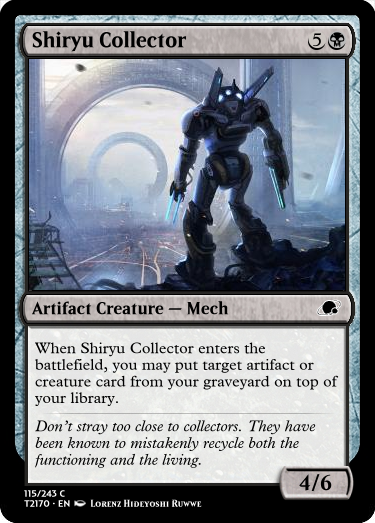 Shiryu Collector 5
Artifact Creature — Mech
When Shiryu Collector enters the
battlefield, you may put target artifact or
creature card from your graveyard on top of
your library.
Don't stray too close to collectors. They have
been known to mistakenly recycle both the
functioning and the living.
4/6
115/243 C
T2170 · EN Lorenz Hideyoshi Ruwwe